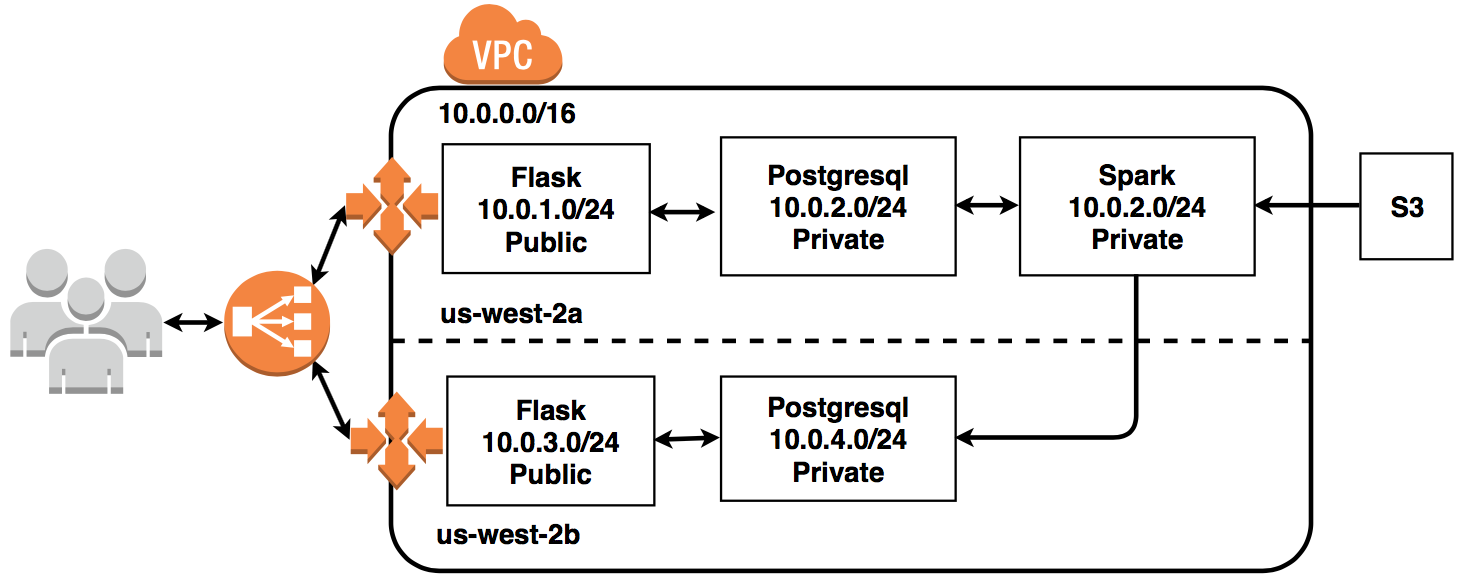 VPC
10.0.0.0/16
Flask
10.0.1.0/24
Public
Postgresql
10.0.2.0/24
Private
Spark
10.0.2.0/24
Private
S3
us-west-2a
Flask
10.0.3.0/24
Public
Postgresql
10.0.4.0/24
Private
us-west-2b